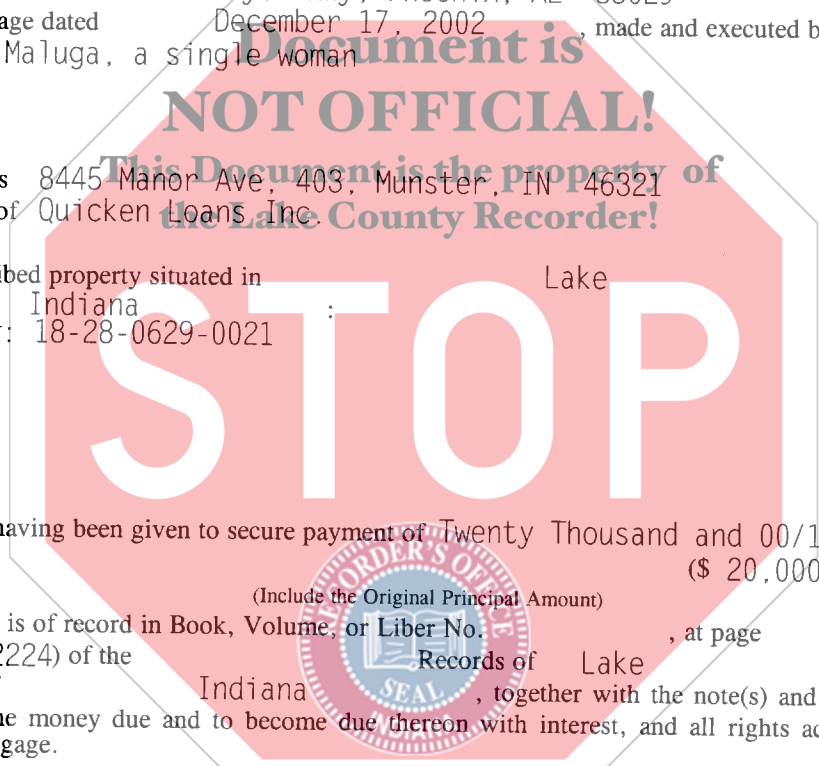 age dated December 17, 2002 , made and executed b
Maluga, a single woman
Document is
NOT OFFICIAL!
This Document is the property of
the Lake County Recorder!
s 8445 Manor Ave, 403, Munster, IN 46321
of Quicken Loans Inc.
ibed property situated in Lake
Indiana :
: 18-28-0629-0021
STOP
having been given to secure payment of Twenty Thousand and 00/1
($ 20,000
(Include the Original Principal Amount)
is of record in Book, Volume, or Liber No. , at page
2224) of the Records of Lake
Indiana , together with the note(s) and
e money due and to become due thereon with interest, and all rights ac
gage.
RECORDER'S OFFICE
SEAL
INDIANA